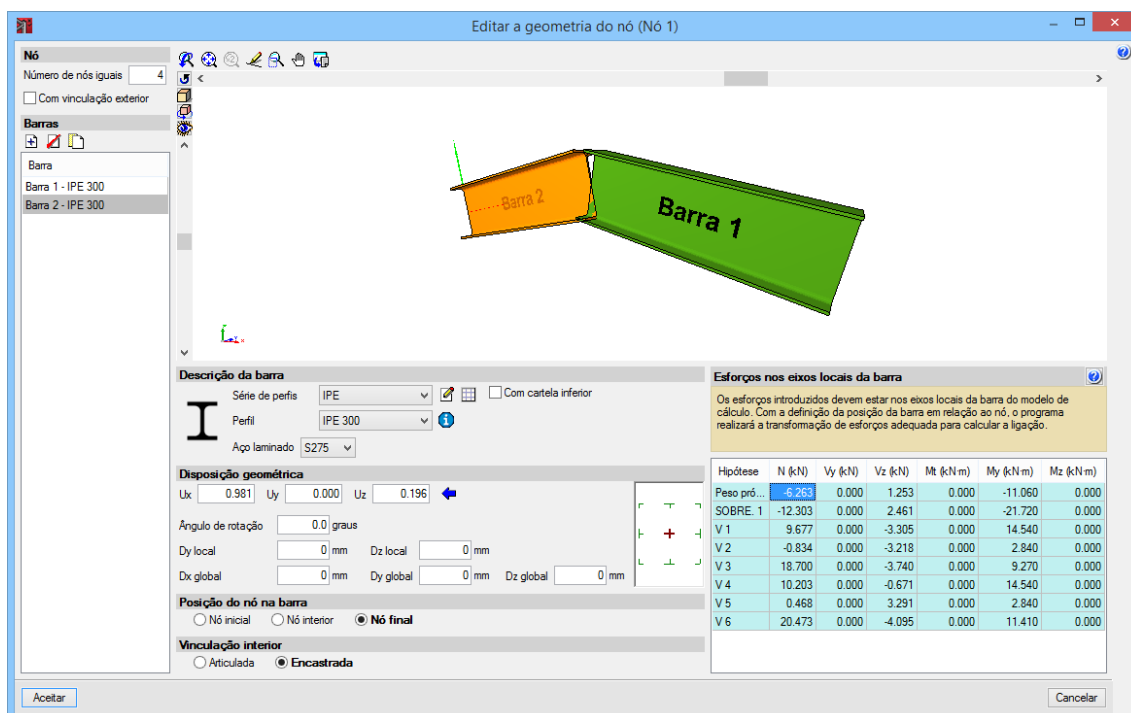 Editar a geometria do nó (Nó 1)
Nó
Número de nós iguais 4
Com vinculação exterior
Barras
Barra
Barra 1 - IPE 300
Barra 2 - IPE 300
Barra 2
Barra 1
Descrição da barra
Série de perfis IPE Com cartela inferior
Perfil IPE 300
Aço laminado S275
Disposição geométrica
Ux 0.981 Uy 0.000 Uz 0.196
Ângulo de rotação 0.0 graus
Dy local 0 mm Dz local 0 mm
Dx global 0 mm Dy global 0 mm Dz global 0 mm
Posição do nó na barra
Nó inicial Nó interior Nó final
Vinculação interior
Articulada Encastrada
Esforços nos eixos locais da barra
Os esforços introduzidos devem estar nos eixos locais da barra do modelo de
cálculo. Com a definição da posição da barra em relação ao nó, o programa
realizará a transformação de esforços adequada para calcular a ligação.
Hipótese N (kN) Vy (kN) Vz (kN) Mt (kN·m) My (kN·m) Mz (kN·m)
Peso pró... -6.263 0.000 1.253 0.000 -11.060 0.000
SOBRE. 1 -12.303 0.000 2.461 0.000 -21.720 0.000
V 1 9.677 0.000 -3.305 0.000 14.540 0.000
V 2 -0.834 0.000 -3.218 0.000 2.840 0.000
V 3 18.700 0.000 -3.740 0.000 9.270 0.000
V 4 10.203 0.000 -0.671 0.000 14.540 0.000
V 5 0.468 0.000 3.291 0.000 2.840 0.000
V 6 20.473 0.000 -4.095 0.000 11.410 0.000
Aceitar
Cancelar